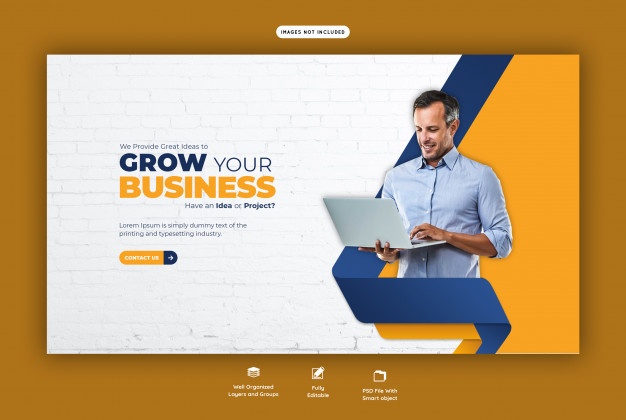 IMAGES NOT INCLUDED
We Provide Great Ideas to
GROW YOUR
BUSINESS
Have an Idea or Project?
Lorem Ipsum is simply dummy text of the
printing and typesetting industry.
CONTACT US
Well Organized
Layers and Groups
Fully
Editable
PSD File With
Smart object